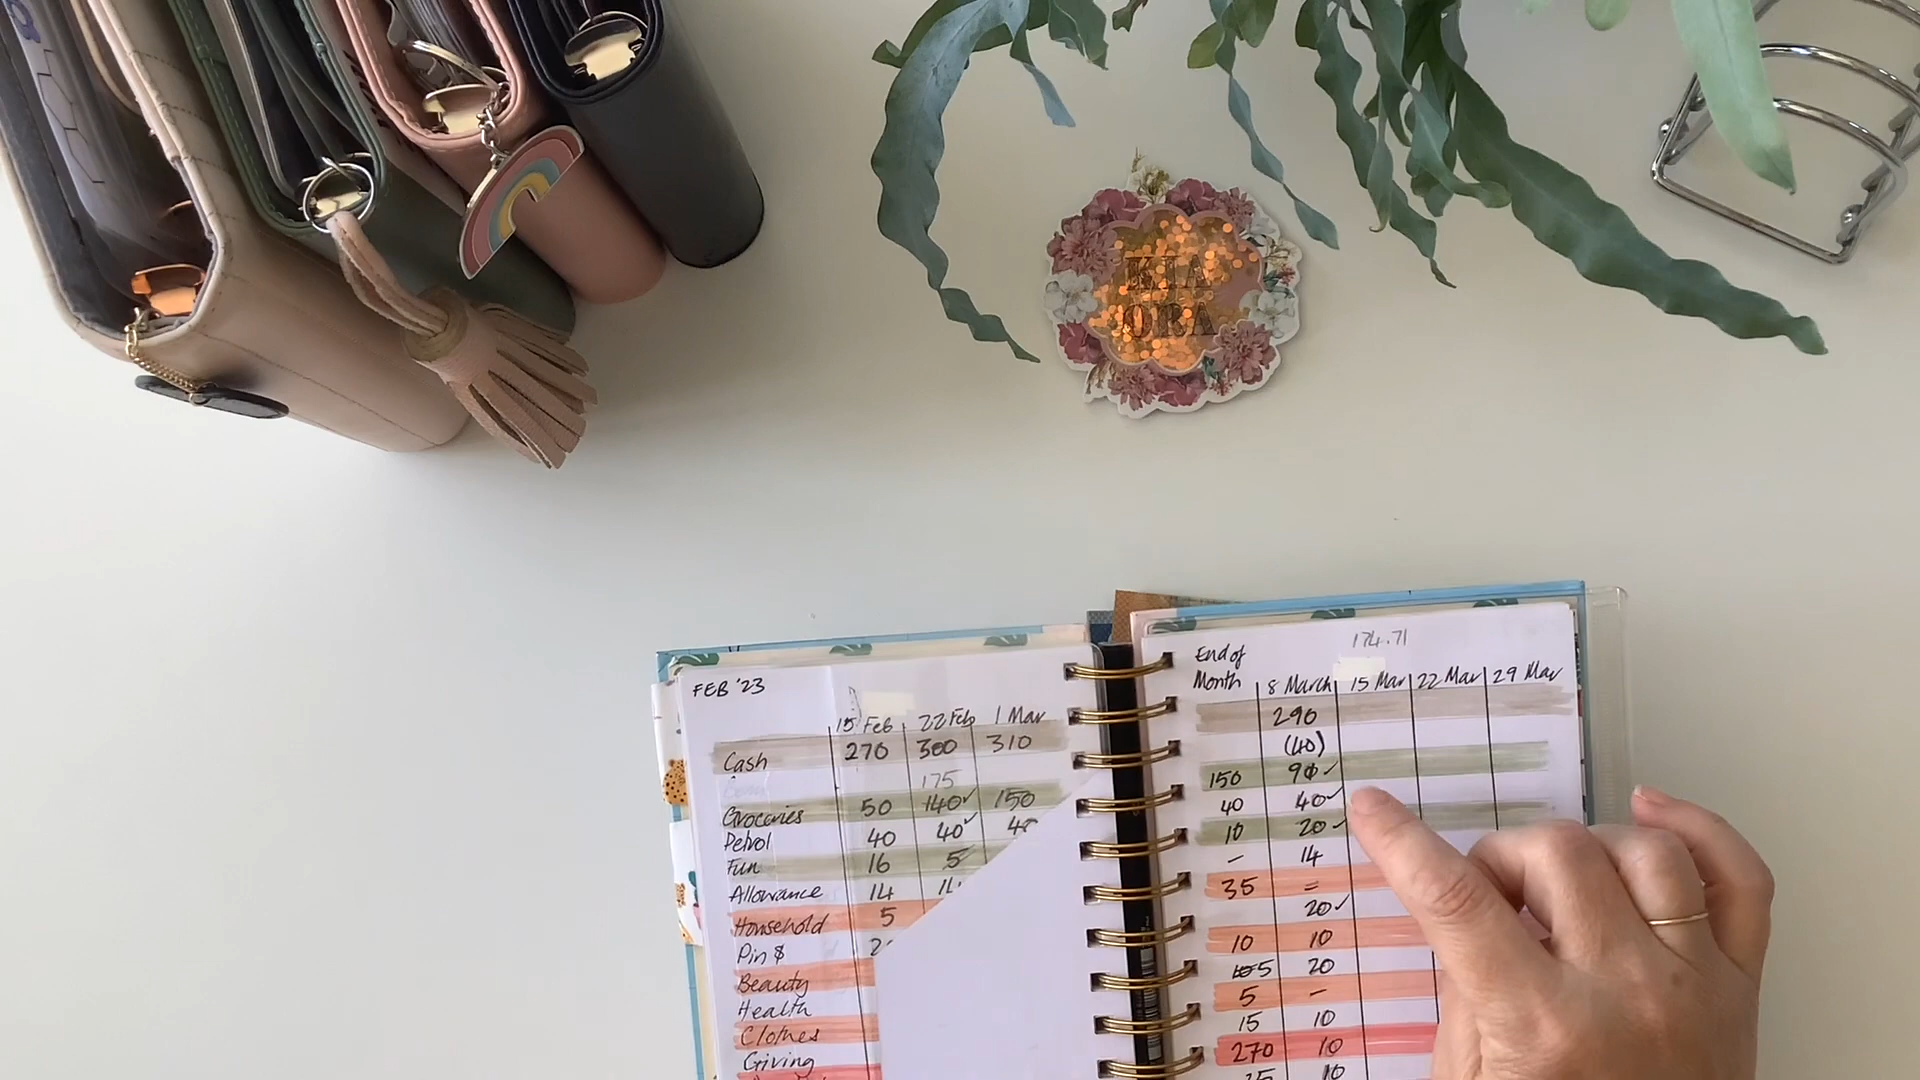 KIA
ORA
FEB '23
15 Feb 22 Feb 1 Mar
Cash 270 300 310
175
Groceries 50 140✓ 150
Petrol 40 40✓ 40
Fun 16 5
Allowance 14 14
Household 5
Pin $
Beauty
Health
Clothes
Giving
174.71
End of
Month 8 March 15 Mar 22 Mar 29 Mar
290
(40)
150 90✓
40 40✓
10 20✓
– 14
35 =
20✓
10 10
5 20
5 –
15 10
270 10
10